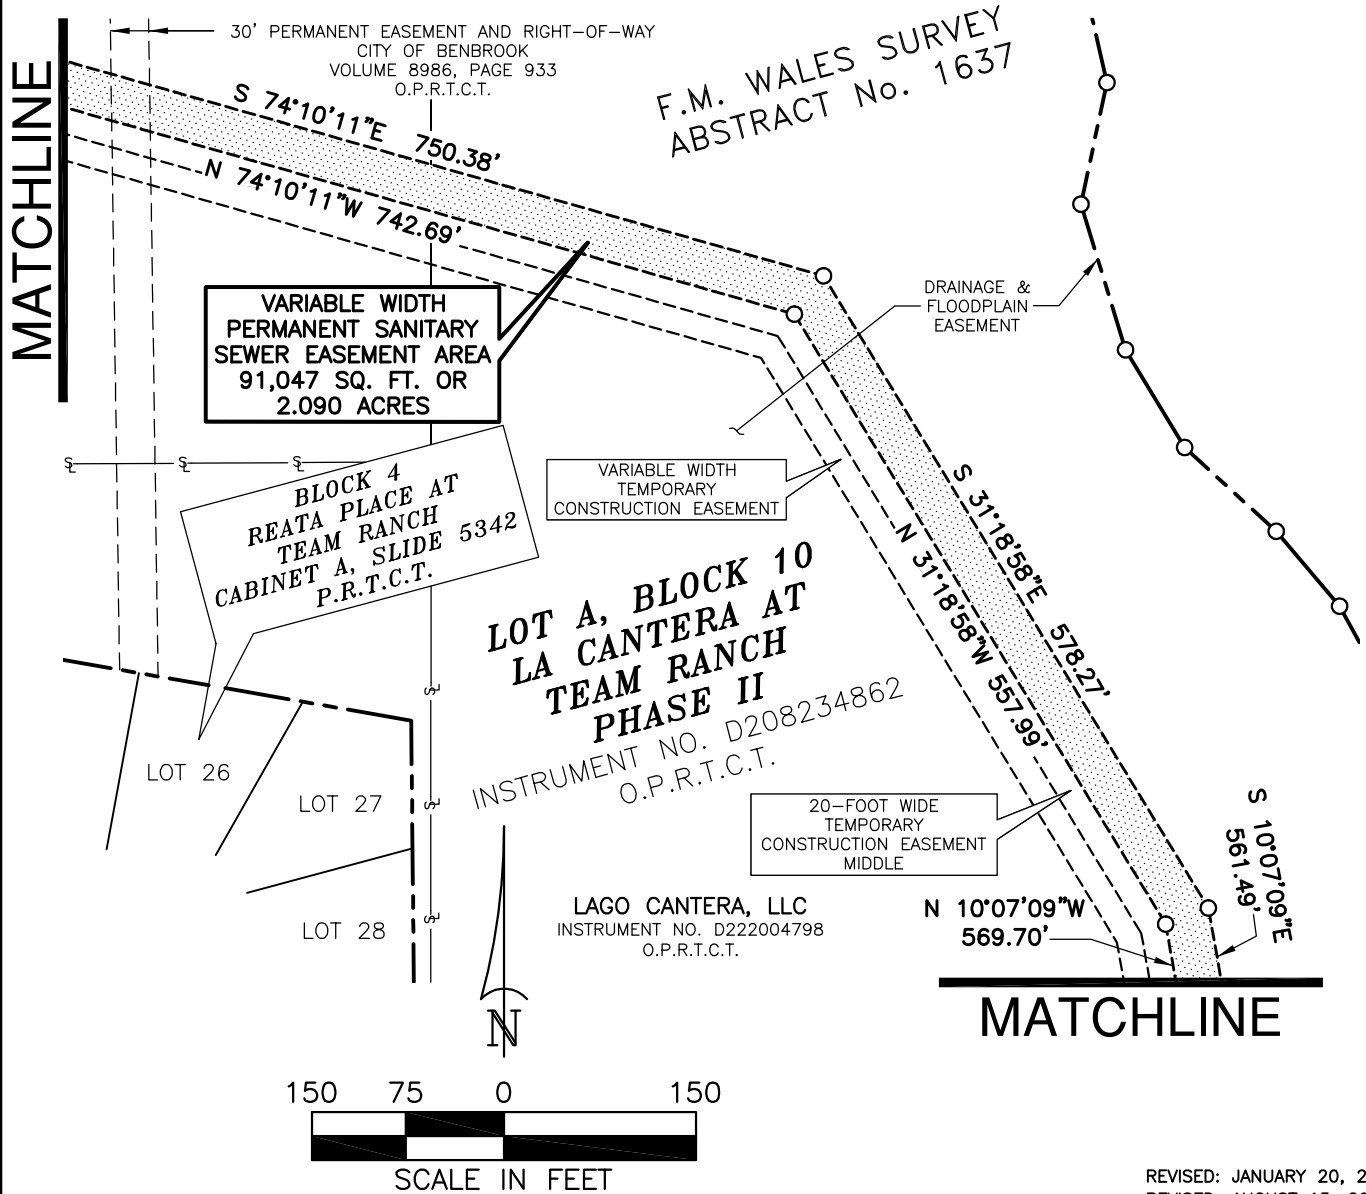 30' PERMANENT EASEMENT AND RIGHT-OF-WAY
CITY OF BENBROOK
VOLUME 8986, PAGE 933
O.P.R.T.C.T.
F.M. WALES SURVEY
ABSTRACT No. 1637
MATCHLINE
S 74°10'11"E 750.38'
N 74°10'11"W 742.69'
VARIABLE WIDTH
PERMANENT SANITARY
SEWER EASEMENT AREA
91,047 SQ. FT. OR
2.090 ACRES
DRAINAGE &
FLOODPLAIN
EASEMENT
BLOCK 4
REATA PLACE AT
TEAM RANCH
CABINET A, SLIDE 5342
P.R.T.C.T.
VARIABLE WIDTH
TEMPORARY
CONSTRUCTION EASEMENT
S 31°18'58"E 578.27'
N 31°18'58"W 557.99'
LOT A, BLOCK 10
LA CANTERA AT
TEAM RANCH
PHASE II
INSTRUMENT NO. D208234862
O.P.R.T.C.T.
LOT 26
LOT 27
LOT 28
20-FOOT WIDE
TEMPORARY
CONSTRUCTION EASEMENT
MIDDLE
S 10°07'09"E
561.49'
LAGO CANTERA, LLC
INSTRUMENT NO. D222004798
O.P.R.T.C.T.
N 10°07'09"W
569.70'
MATCHLINE
N
150 75 0 150
SCALE IN FEET
REVISED: JANUARY 20, 2